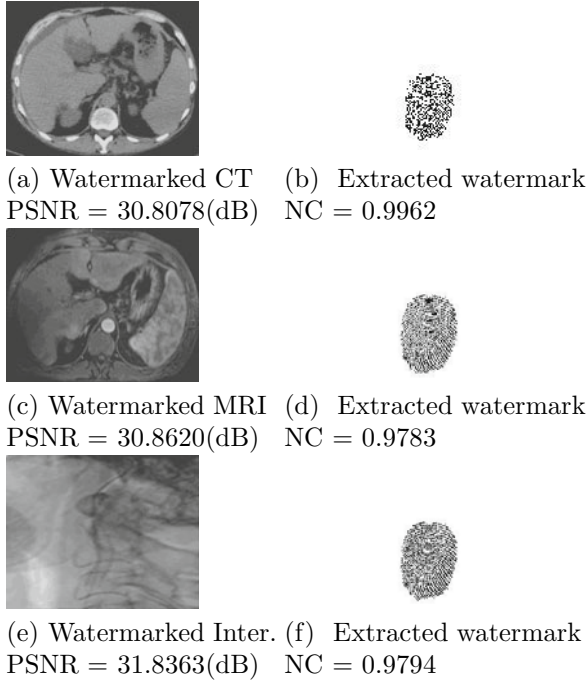 (a) Watermarked CT (b) Extracted watermark
PSNR = 30.8078(dB) NC = 0.9962
(c) Watermarked MRI (d) Extracted watermark
PSNR = 30.8620(dB) NC = 0.9783
(e) Watermarked Inter. (f) Extracted watermark
PSNR = 31.8363(dB) NC = 0.9794